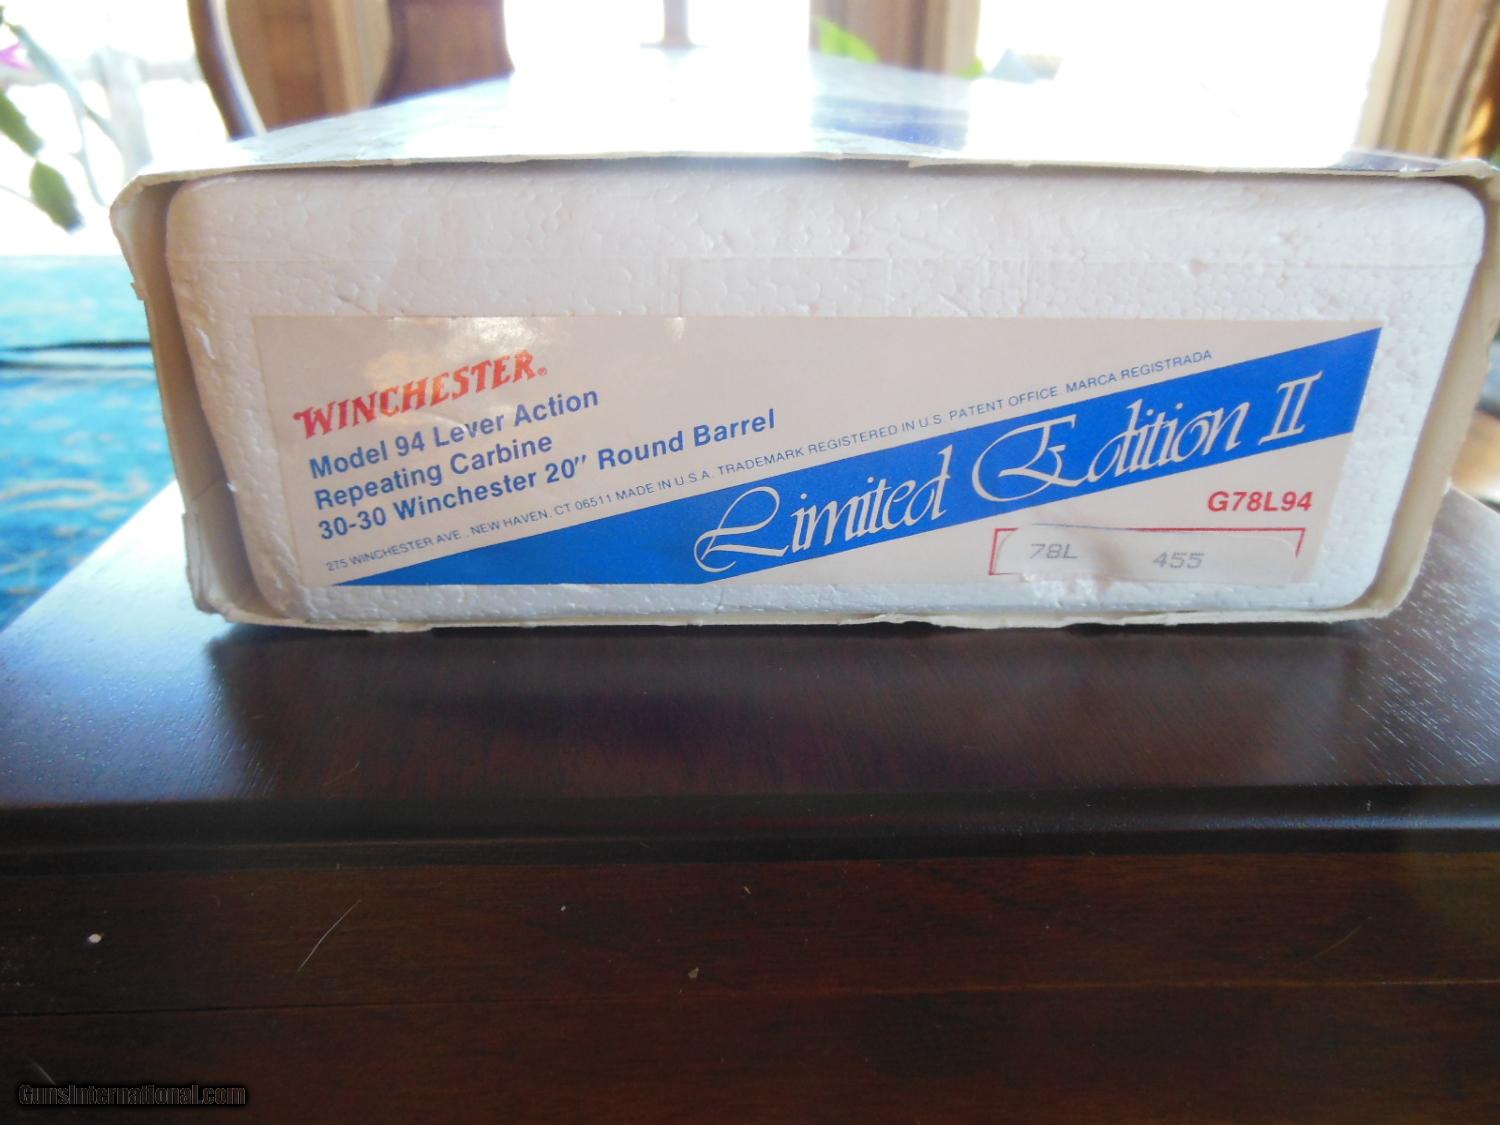 WINCHESTER®
Model 94 Lever Action
Repeating Carbine
30-30 Winchester 20" Round Barrel
275 WINCHESTER AVE., NEW HAVEN, CT 06511 MADE IN U.S.A. TRADEMARK REGISTERED IN U.S. PATENT OFFICE MARCA REGISTRADA
Limited Edition II
G78L94
78L 455
GunsInternational.com